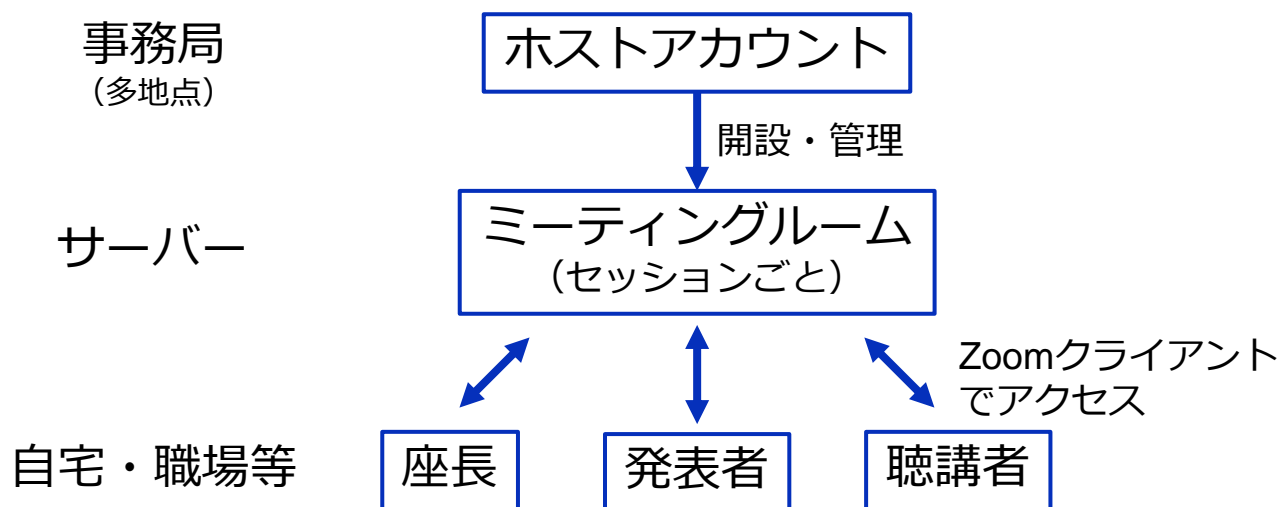 事務局
（多地点）
ホストアカウント
開設・管理
サーバー
ミーティングルーム
（セッションごと）
Zoomクライアント
でアクセス
自宅・職場等
座長
発表者
聴講者